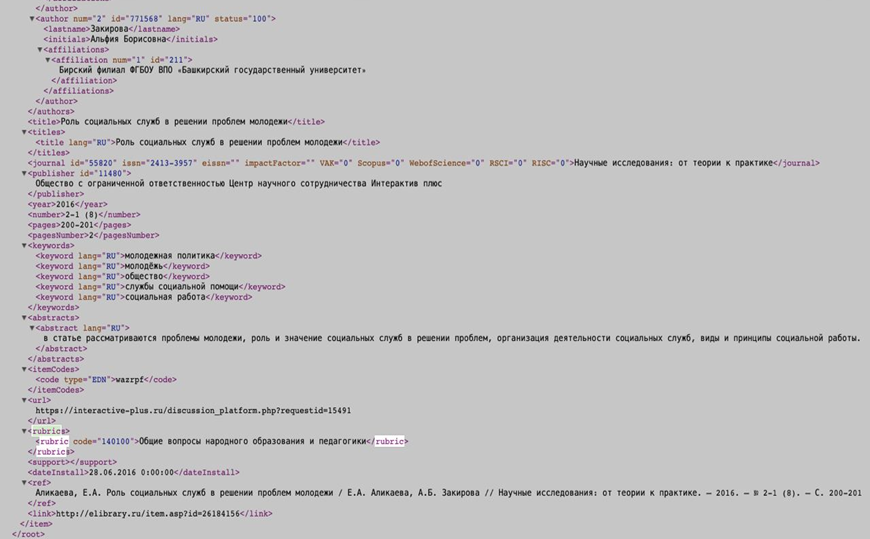 </author>
▼<author num="2" id="771568" lang="RU" status="100">
<lastname>Закирова</lastname>
<initials>Альфия Борисовна</initials>
▼<affiliations>
▼<affiliation num="1" id="211">
Бирский филиал ФГБОУ ВПО «Башкирский государственный университет»
</affiliation>
</affiliations>
</author>
</authors>
<title>Роль социальных служб в решении проблем молодежи</title>
▼<titles>
<title lang="RU">Роль социальных служб в решении проблем молодежи</title>
</titles>
<journal id="55820" issn="2413-3957" eissn="" impactFactor="" VAK="0" Scopus="0" WebofScience="0" RSCI="0" RISC="0">Научные исследования: от теории к практике</journal>
▼<publisher id="11480">
Общество с ограниченной ответственностью Центр научного сотрудничества Интерактив плюс
</publisher>
<year>2016</year>
<number>2-1 (8)</number>
<pages>200-201</pages>
<pagesNumber>2</pagesNumber>
▼<keywords>
<keyword lang="RU">молодежная политика</keyword>
<keyword lang="RU">молодёжь</keyword>
<keyword lang="RU">общество</keyword>
<keyword lang="RU">службы социальной помощи</keyword>
<keyword lang="RU">социальная работа</keyword>
</keywords>
▼<abstracts>
▼<abstract lang="RU">
в статье рассматриваются проблемы молодежи, роль и значение социальных служб в решении проблем, организация деятельности социальных служб, виды и принципы социальной работы.
</abstract>
</abstracts>
▼<itemCodes>
<code type="EDN">wazrpf</code>
</itemCodes>
▼<url>
https://interactive-plus.ru/discussion_platform.php?requestid=15491
</url>
▼<rubrics>
<rubric code="140100">Общие вопросы народного образования и педагогики</rubric>
</rubrics>
<support></support>
<dateInstall>28.06.2016 0:00:00</dateInstall>
▼<ref>
Аликаева, Е.А. Роль социальных служб в решении проблем молодежи / Е.А. Аликаева, А.Б. Закирова // Научные исследования: от теории к практике. – 2016. – № 2-1 (8). – С. 200-201
</ref>
<link>http://elibrary.ru/item.asp?id=26184156</link>
</item>
</root>